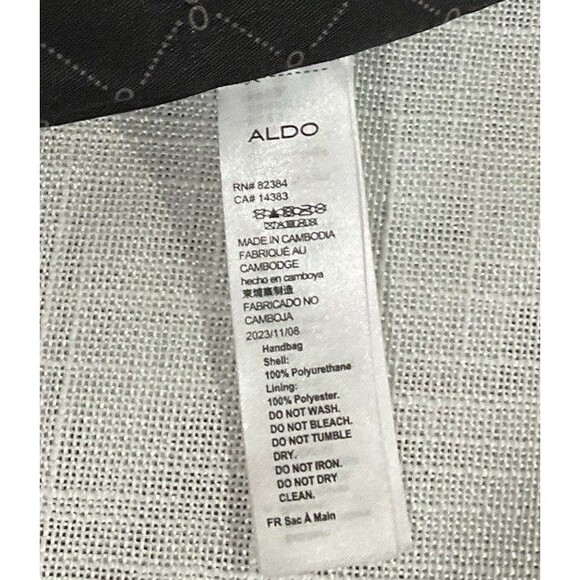 ALDO
RN# 82384
CA# 14383
MADE IN CAMBODIA
FABRIQUÉ AU
CAMBODGE
hecho en camboya
柬埔寨制造
FABRICADO NO
CAMBOJA
2023/11/08
Handbag
Shell:
100% Polyurethane
Lining:
100% Polyester.
DO NOT WASH.
DO NOT BLEACH.
DO NOT TUMBLE
DRY.
DO NOT IRON.
DO NOT DRY
CLEAN.
FR Sac À Main